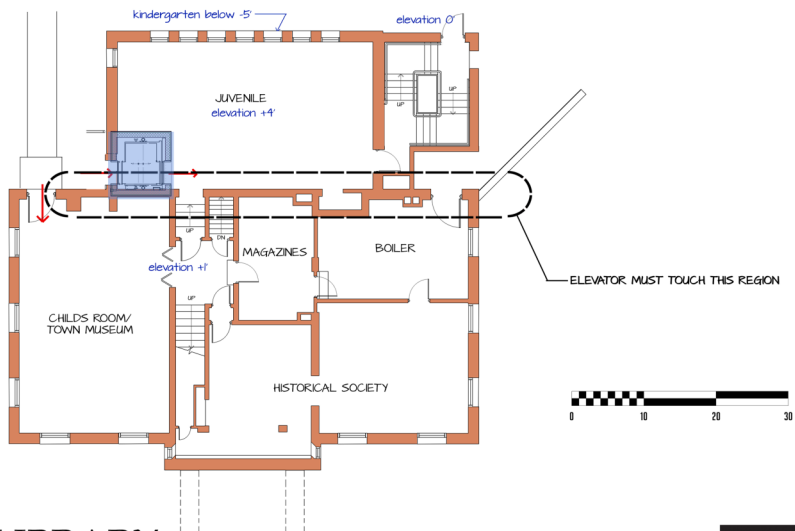 kindergarten below -5'
elevation 0'
JUVENILE
elevation +4'
UP
UP
UP
DN
MAGAZINES
BOILER
elevation +1'
ELEVATOR MUST TOUCH THIS REGION
UP
CHILDS ROOM/
TOWN MUSEUM
HISTORICAL SOCIETY
0 10 20 30